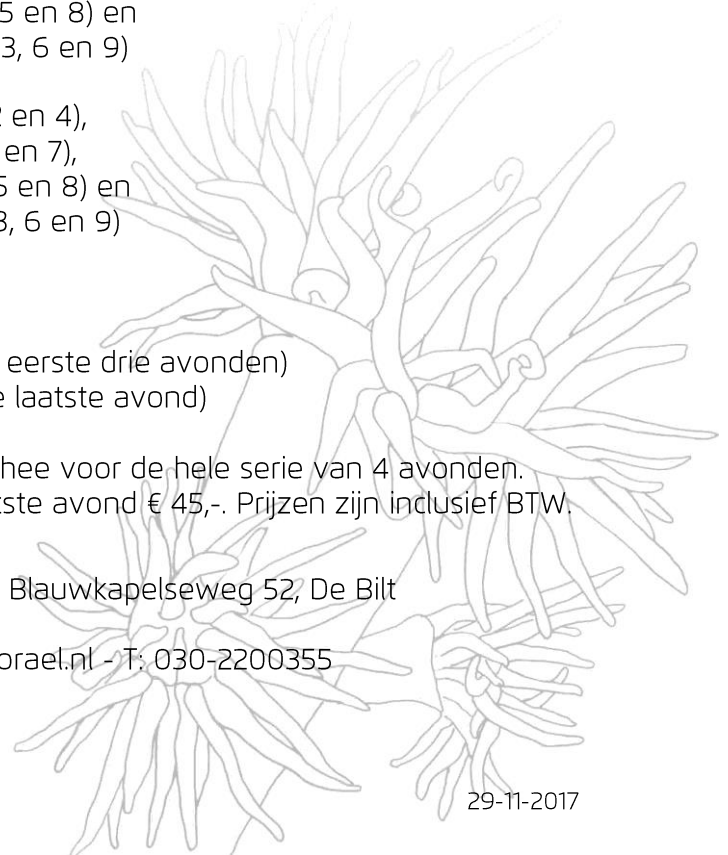 5 en 8) en
3, 6 en 9)
en 4),
en 7),
5 en 8) en
3, 6 en 9)
eerste drie avonden)
laatste avond)
hee voor de hele serie van 4 avonden.
ste avond € 45,-. Prijzen zijn inclusief BTW.
Blauwkapelseweg 52, De Bilt
orael.nl - T: 030-2200355
29-11-2017